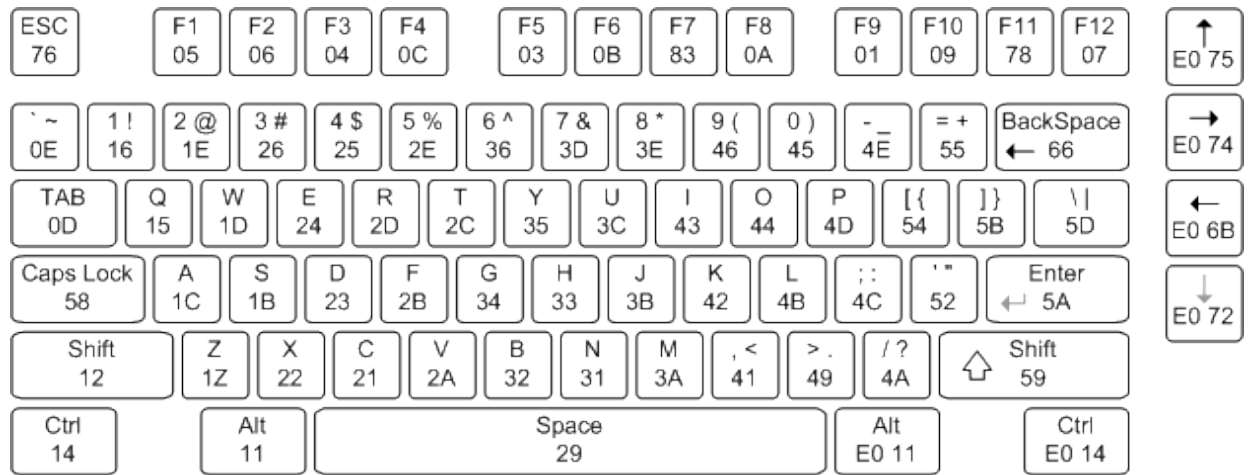 ESC F1 F2 F3 F4 F5 F6 F7 F8 F9 F10 F11 F12 ↑
76 05 06 04 0C 03 0B 83 0A 01 09 78 07 E0 75
` ~ 1 ! 2 @ 3 # 4 $ 5 % 6 ^ 7 & 8 * 9 ( 0 ) - _ = + BackSpace →
0E 16 1E 26 25 2E 36 3D 3E 46 45 4E 55 ← 66 E0 74
TAB Q W E R T Y U I O P [ { ] } \ | ←
0D 15 1D 24 2D 2C 35 3C 43 44 4D 54 5B 5D E0 6B
Caps Lock A S D F G H J K L ; : ' " Enter ↓
58 1C 1B 23 2B 34 33 3B 42 4B 4C 52 ↵ 5A E0 72
Shift Z X C V B N M , < > . / ? ⇧ Shift
12 1Z 22 21 2A 32 31 3A 41 49 4A 59
Ctrl Alt Space Alt Ctrl
14 11 29 E0 11 E0 14